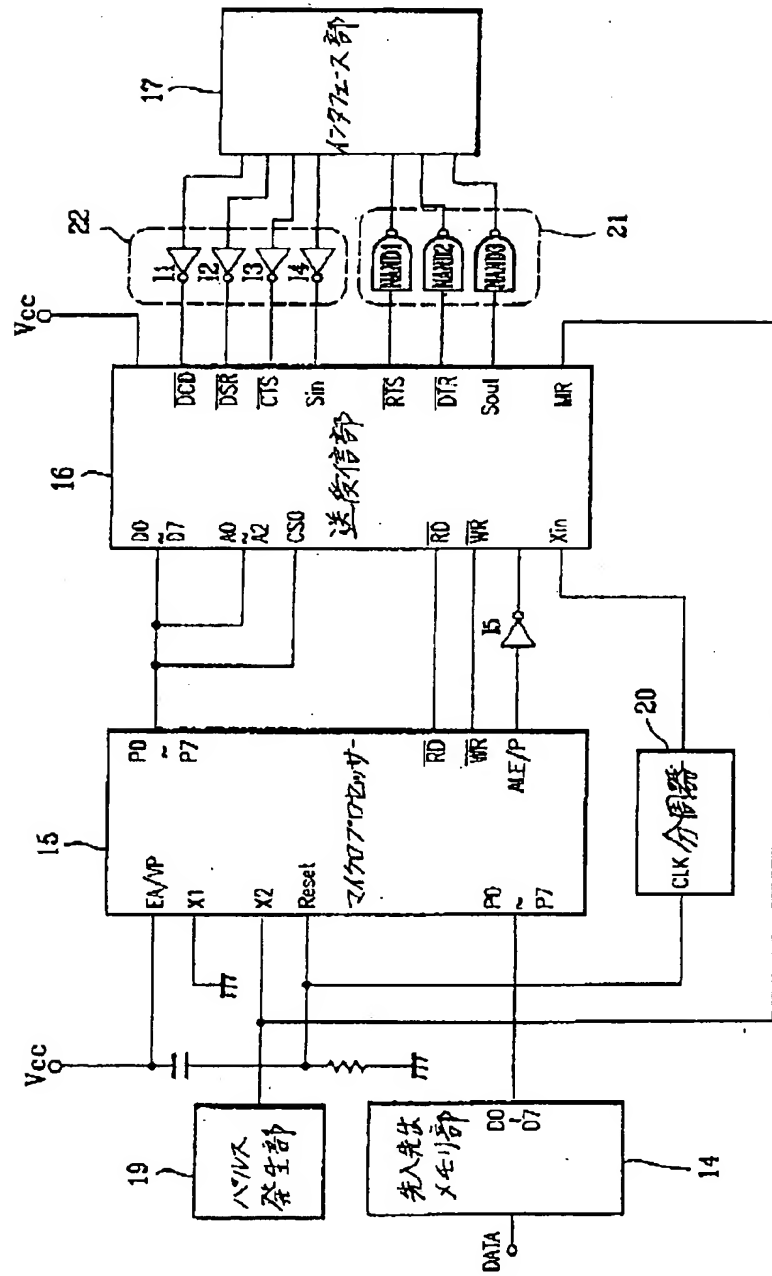 Vcc
19
パルス
発生部
DATA
先入先出
メモリ部
D0
~
D7
14
15
EA/VP
X1
X2
Reset
P0
~
P7
マイクロプロセッサー
P0
~
P7
RD
WR
ALE/P
CLK 分周器
20
I5
16
D0
~
D7
A0
~
A2
CS0
RD
WR
Xin
送受信部
Vcc
DCD
DSR
CTS
Sin
RTS
DTR
Soul
MR
22
I1
I2
I3
I4
NAND1
NAND2
NAND3
21
17
インタフェース部